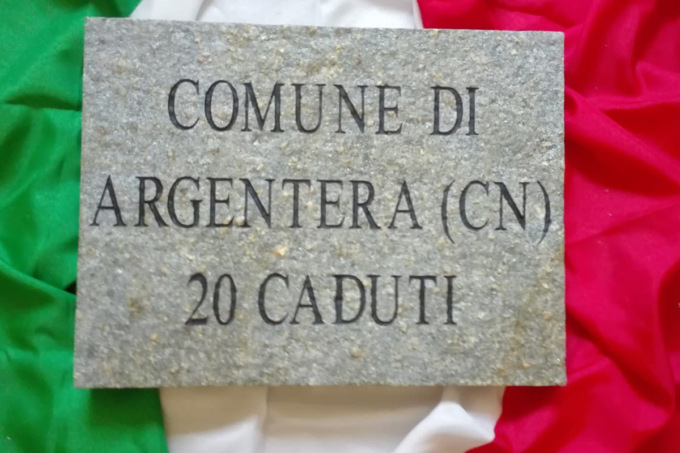 COMUNE DI
ARGENTERA (CN)
20 CADUTI